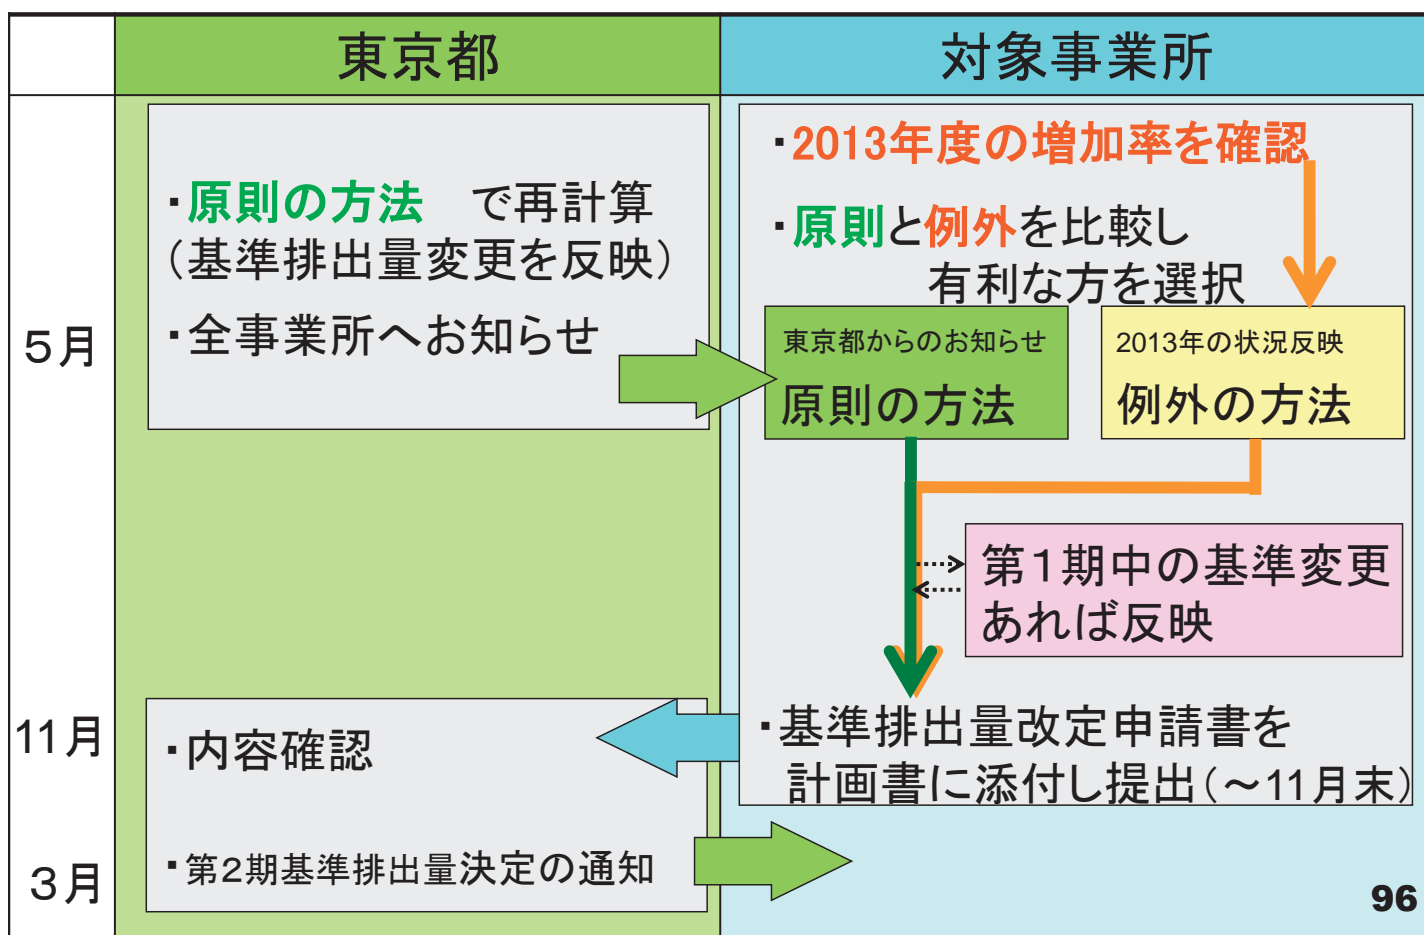 東京都
対象事業所
5月
・原則の方法 で再計算
(基準排出量変更を反映)
・全事業所へお知らせ
・2013年度の増加率を確認
・原則と例外を比較し
有利な方を選択
東京都からのお知らせ
原則の方法
2013年の状況反映
例外の方法
第1期中の基準変更
あれば反映
11月
・内容確認
・基準排出量改定申請書を
計画書に添付し提出(～11月末)
3月
・第2期基準排出量決定の通知
96